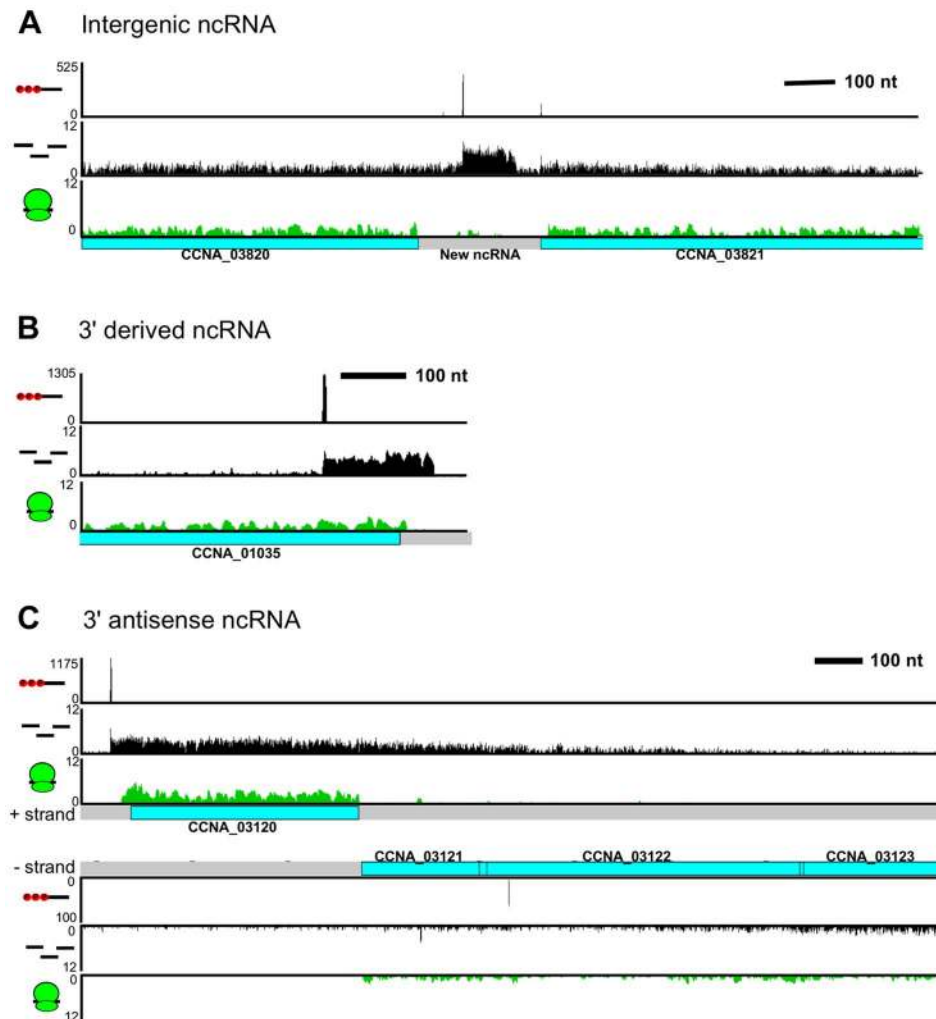 A Intergenic ncRNA
525
100 nt
0
12
0
12
0
CCNA_03820 New ncRNA CCNA_03821
B 3' derived ncRNA
1305
100 nt
0
12
0
12
0
CCNA_01035
C 3' antisense ncRNA
1175
100 nt
0
12
0
12
0
+ strand
CCNA_03120
CCNA_03121 CCNA_03122 CCNA_03123
- strand
0
100
0
12
0
12